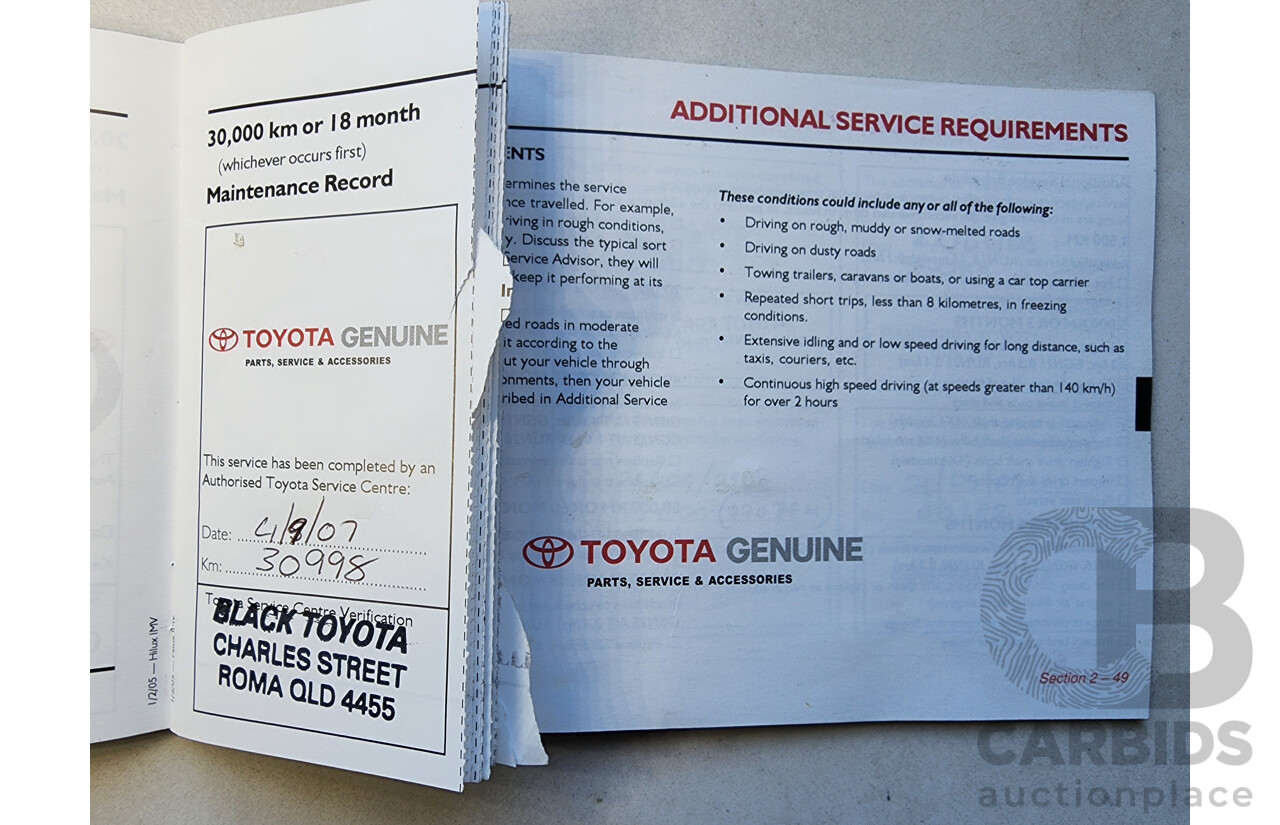 30,000 km or 18 month
(whichever occurs first)
Maintenance Record
TOYOTA GENUINE
PARTS, SERVICE & ACCESSORIES
This service has been completed by an
Authorised Toyota Service Centre:
Date: 4/9/07
Km: 30998
Toyota Service Centre Verification
BLACK TOYOTA
CHARLES STREET
ROMA QLD 4455
1/2/05 — Hilux IMV
ADDITIONAL SERVICE REQUIREMENTS
ENTS
ermines the service
nce travelled. For example,
riving in rough conditions,
y. Discuss the typical sort
Service Advisor, they will
keep it performing at its
In
ed roads in moderate
it according to the
ut your vehicle through
onments, then your vehicle
ribed in Additional Service
These conditions could include any or all of the following:
• Driving on rough, muddy or snow-melted roads
• Driving on dusty roads
• Towing trailers, caravans or boats, or using a car top carrier
• Repeated short trips, less than 8 kilometres, in freezing
conditions.
• Extensive idling and or low speed driving for long distance, such as
taxis, couriers, etc.
• Continuous high speed driving (at speeds greater than 140 km/h)
for over 2 hours
TOYOTA GENUINE
PARTS, SERVICE & ACCESSORIES
Section 2 – 49
CB
CARBIDS
auctionplace